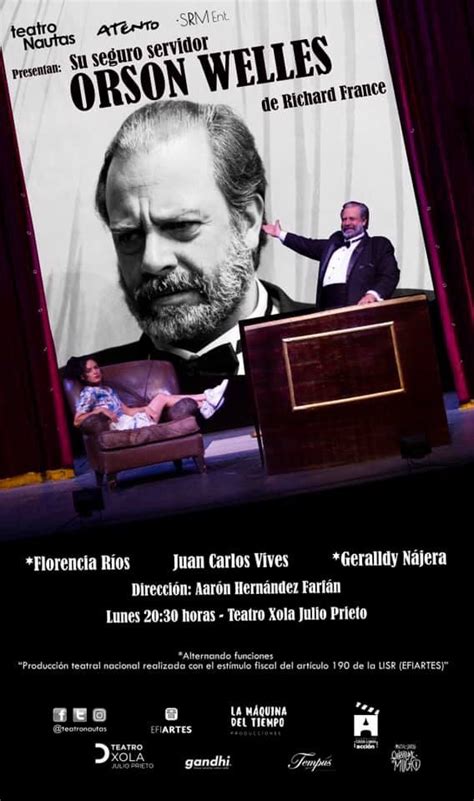 teatro
Nautas
ATENTO
·SRM Ent.
Presentan:
Su seguro servidor
ORSON WELLES
de Richard France
*Florencia Ríos Juan Carlos Vives *Geralldy Nájera
Dirección: Aarón Hernández Farfán
Lunes 20:30 horas - Teatro Xola Julio Prieto
*Alternando funciones
“Producción teatral nacional realizada con el estímulo fiscal del artículo 190 de la LISR (EFIARTES)”
@teatronautas
EFIARTES
LA MÁQUINA
DEL TIEMPO
PRODUCCIONES
acción
TEATRO
XOLA
JULIO PRIETO
gandhi
Tempus